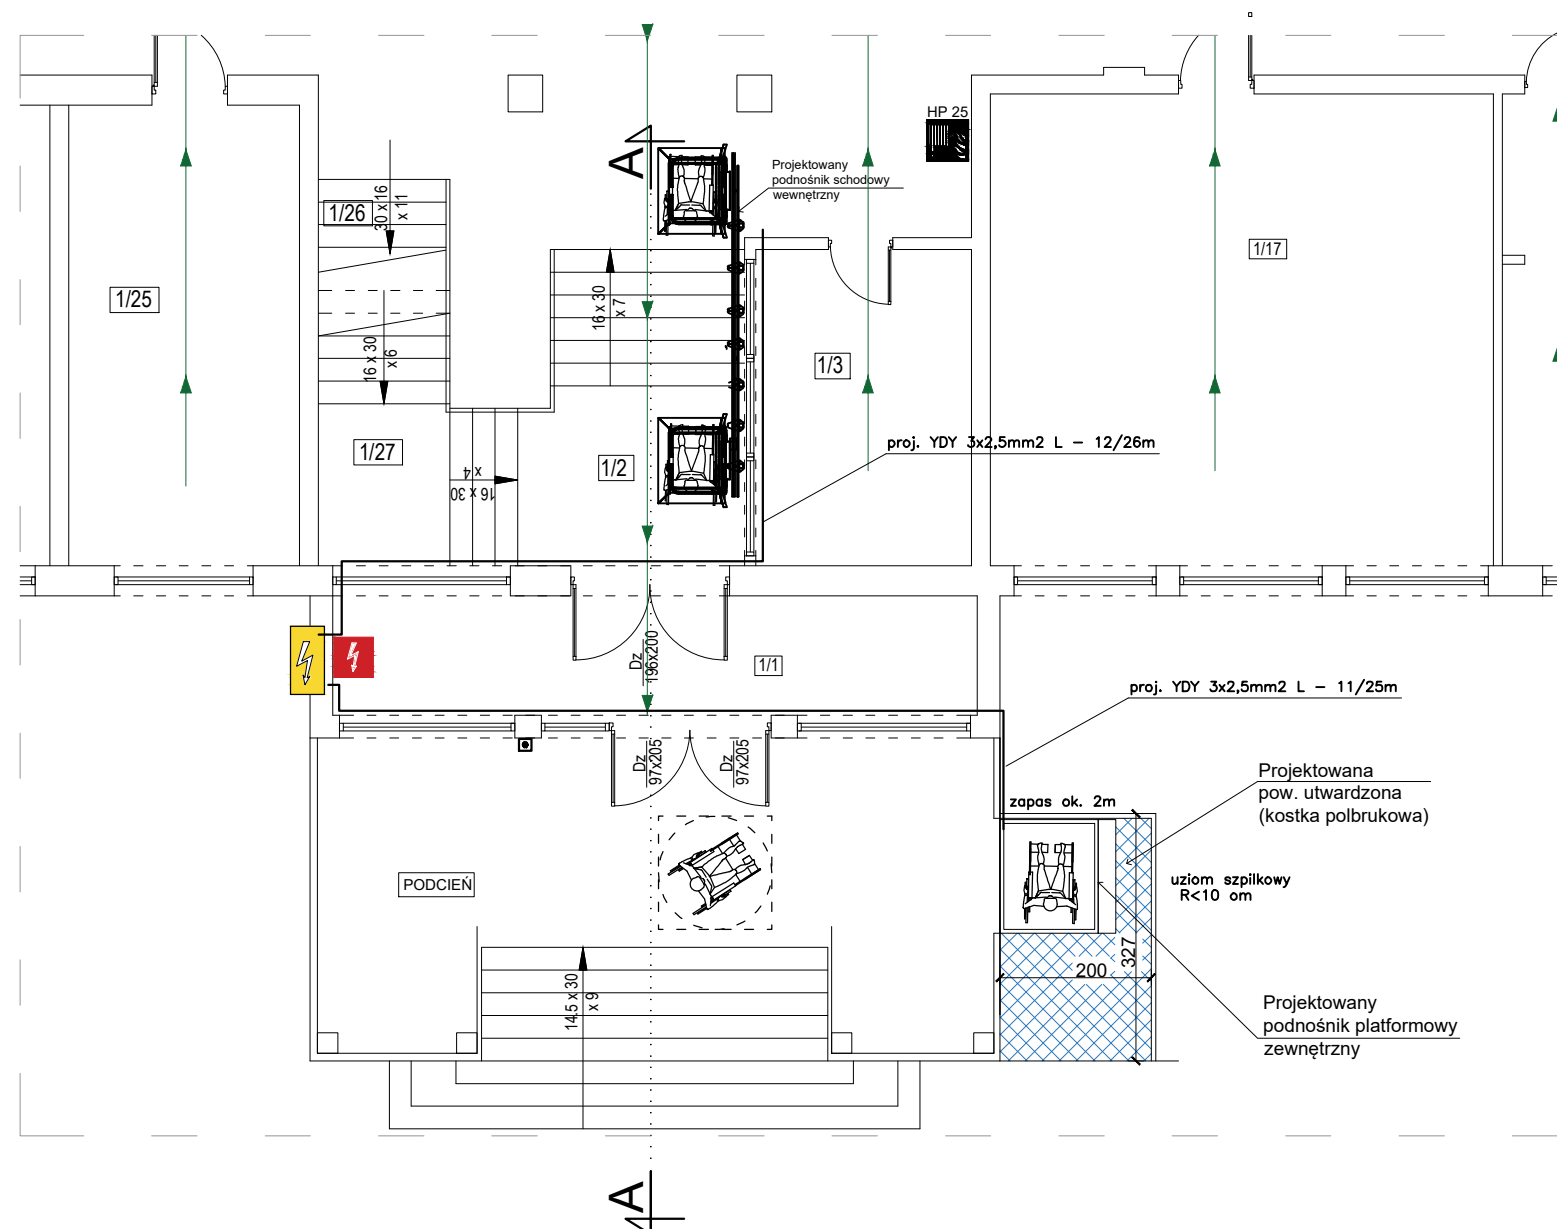 HP 25
A
Projektowany
podnośnik schodowy
wewnętrzny
1/26
30 x 16
x 11
1/17
1/25
16 x 30
x 7
16 x 30
x 6
1/3
proj. YDY 3x2,5mm2 L – 12/26m
1/27
1/2
16 x 30
x 4
Dz
196x200
1/1
proj. YDY 3x2,5mm2 L – 11/25m
Dz
97x205
Dz
97x205
Projektowana
pow. utwardzona
(kostka polbrukowa)
zapas ok. 2m
PODCIEŃ
uziom szpilkowy
R<10 om
327
200
14.5 x 30
x 9
Projektowany
podnośnik platformowy
zewnętrzny
A